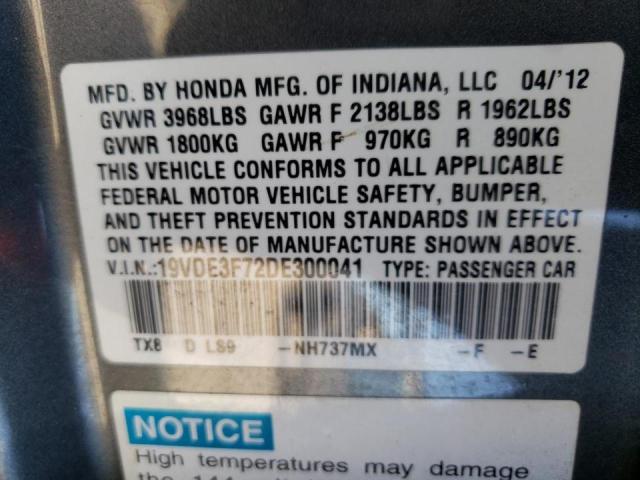 MFD. BY HONDA MFG. OF INDIANA, LLC 04/'12
GVWR 3968LBS GAWR F 2138LBS R 1962LBS
GVWR 1800KG GAWR F 970KG R 890KG
THIS VEHICLE CONFORMS TO ALL APPLICABLE
FEDERAL MOTOR VEHICLE SAFETY, BUMPER,
AND THEFT PREVENTION STANDARDS IN EFFECT
ON THE DATE OF MANUFACTURE SHOWN ABOVE.
V.I.N.:19VDE3F72DE300041 TYPE: PASSENGER CAR
TX8 D LS9 -NH737MX -F -E
NOTICE
High temperatures may damage
the